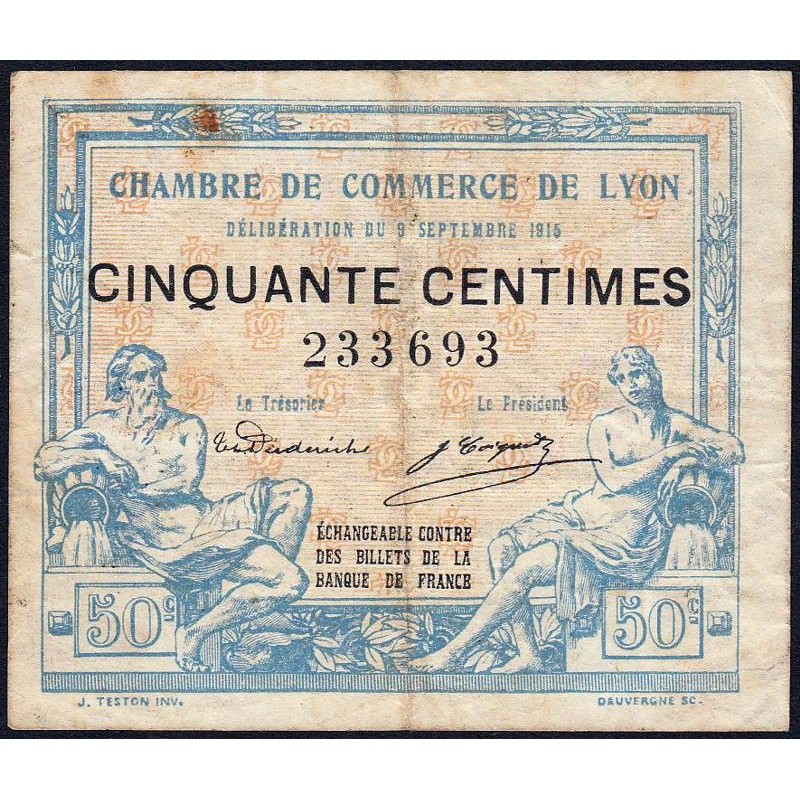 CHAMBRE DE COMMERCE DE LYON
DÉLIBÉRATION DU 9 SEPTEMBRE 1915
CINQUANTE CENTIMES
233693
Le Trésorier Le Président
ÉCHANGEABLE CONTRE
DES BILLETS DE LA
BANQUE DE FRANCE
50c. 50c.
J. TESTON INV. DAUVERGNE SC.